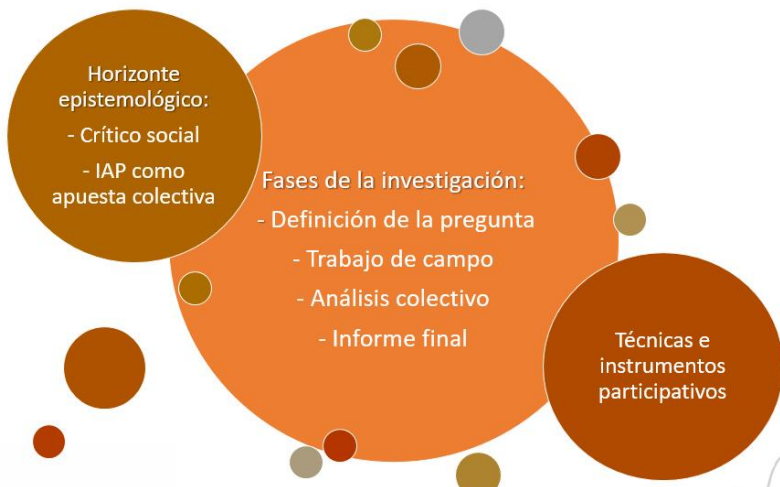 Horizonte
epistemológico:
- Crítico social
- IAP como
apuesta colectiva
Fases de la investigación:
- Definición de la pregunta
- Trabajo de campo
- Análisis colectivo
- Informe final
Técnicas e
instrumentos
participativos